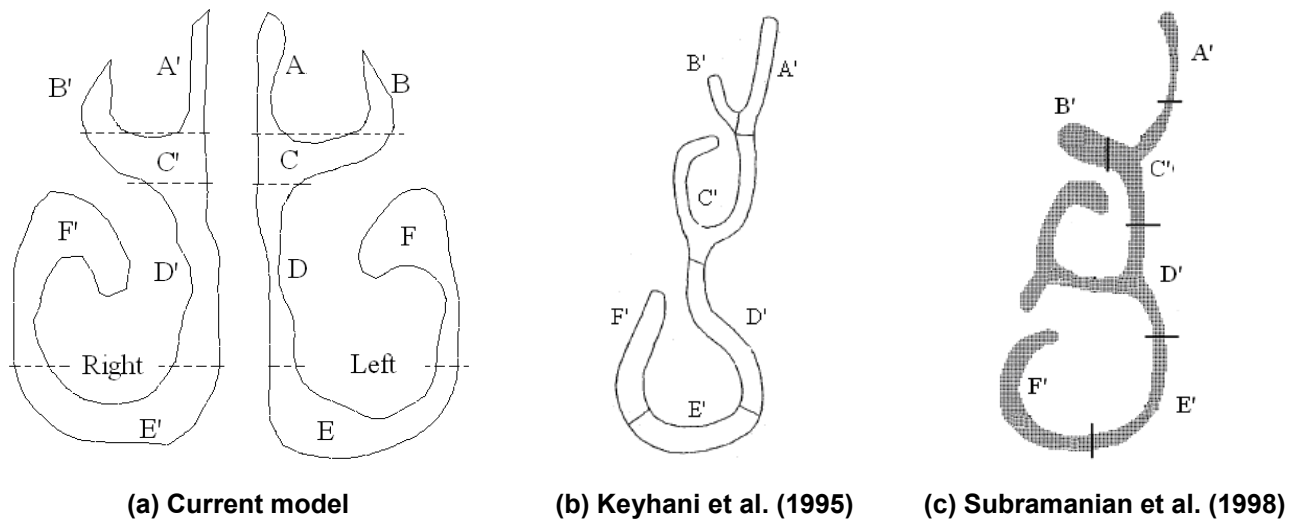 A' A B' B
C' C
F' F
D' D
Right Left
E' E
B' A'
C'
F' D'
E'
A'
B'
C'
D'
F' E'
(a) Current model (b) Keyhani et al. (1995) (c) Subramanian et al. (1998)